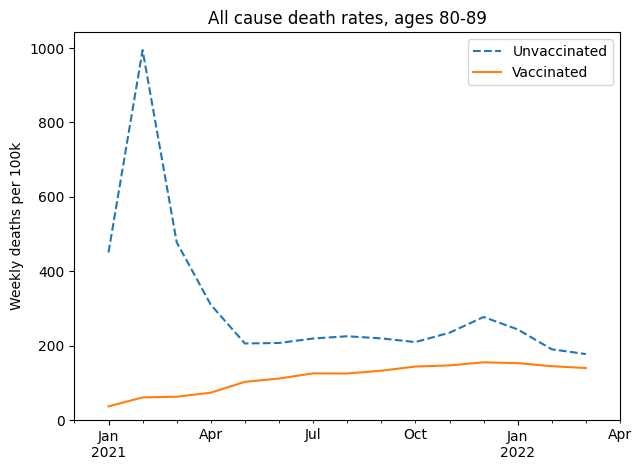 All cause death rates, ages 80-89
Unvaccinated
Vaccinated
Weekly deaths per 100k
1000
800
600
400
200
0
Jan Apr Jul Oct Jan Apr
2021 2022